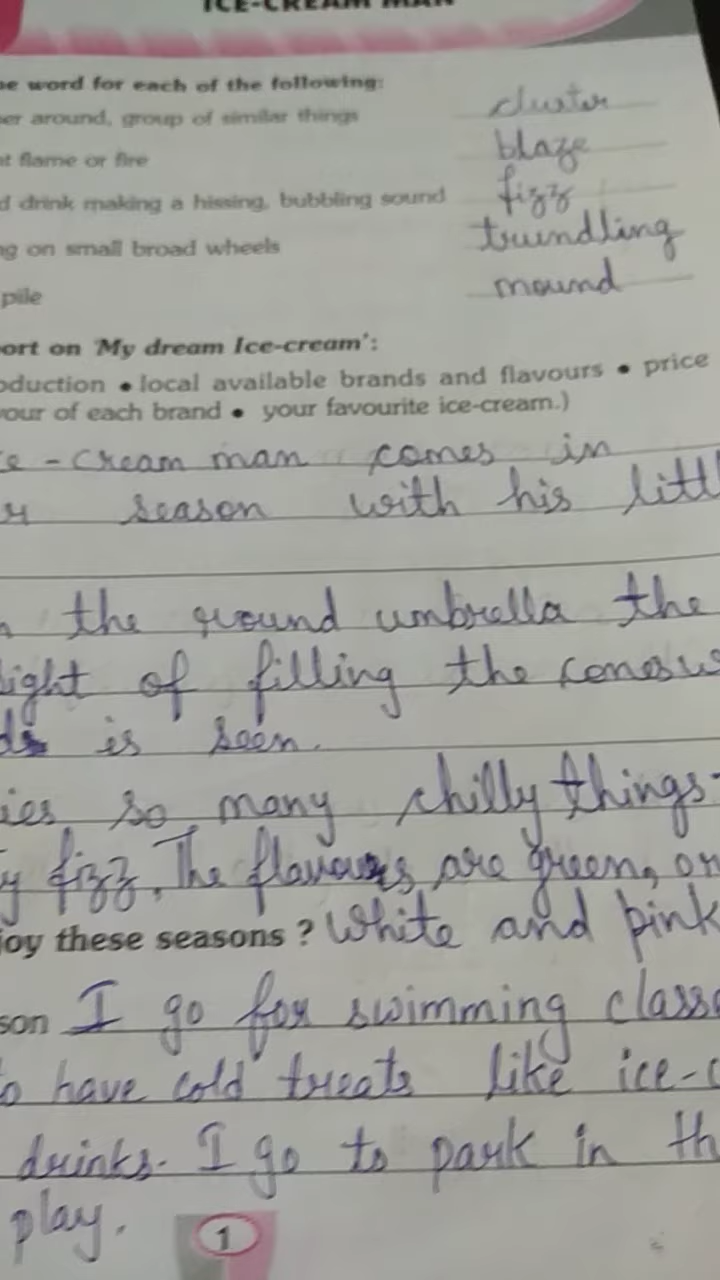 ICE-CREAM MAN
ne word for each of the following:
er around, group of similar things cluster
nt flame or fire blaze
d drink making a hissing, bubbling sound fizz
ng on small broad wheels trundling
pile mound
ort on 'My dream Ice-cream':
oduction • local available brands and flavours • price
our of each brand • your favourite ice-cream.)
e - cream man comes in
season with his littl
the round umbrella the
light of filling the cones
is seen.
ies so many chilly things-
y fizz. The flavours are green, or
joy these seasons ? White and pink
son I go for swimming class
o have cold treats like ice-c
drinks. I go to park in th
play.
1